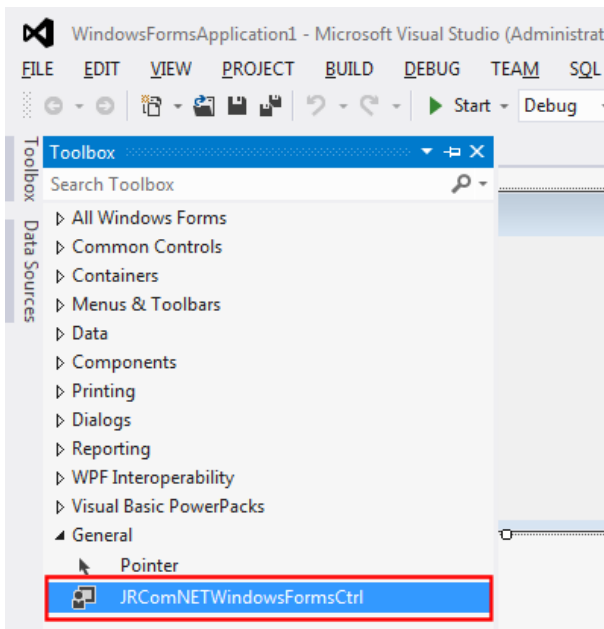 WindowsFormsApplication1 - Microsoft Visual Studio (Administrat
FILE EDIT VIEW PROJECT BUILD DEBUG TEAM SQL
Start Debug
Toolbox
Data Sources
Toolbox
Search Toolbox
All Windows Forms
Common Controls
Containers
Menus & Toolbars
Data
Components
Printing
Dialogs
Reporting
WPF Interoperability
Visual Basic PowerPacks
General
Pointer
JRComNETWindowsFormsCtrl